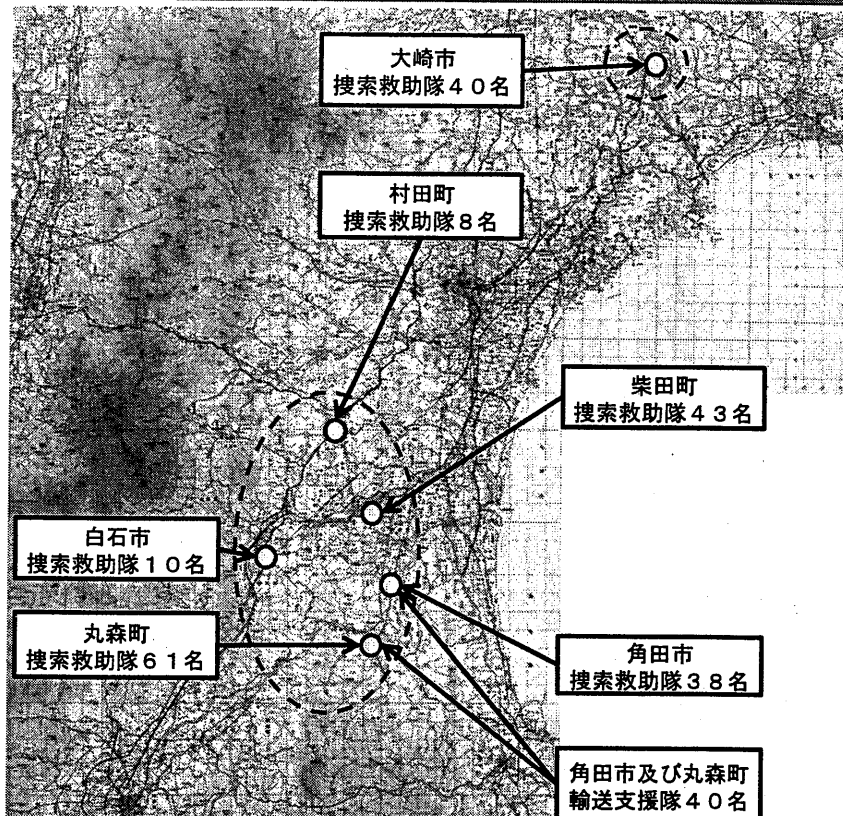 大崎市
捜索救助隊40名
村田町
捜索救助隊8名
柴田町
捜索救助隊43名
白石市
捜索救助隊10名
丸森町
捜索救助隊61名
角田市
捜索救助隊38名
角田市及び丸森町
輸送支援隊40名